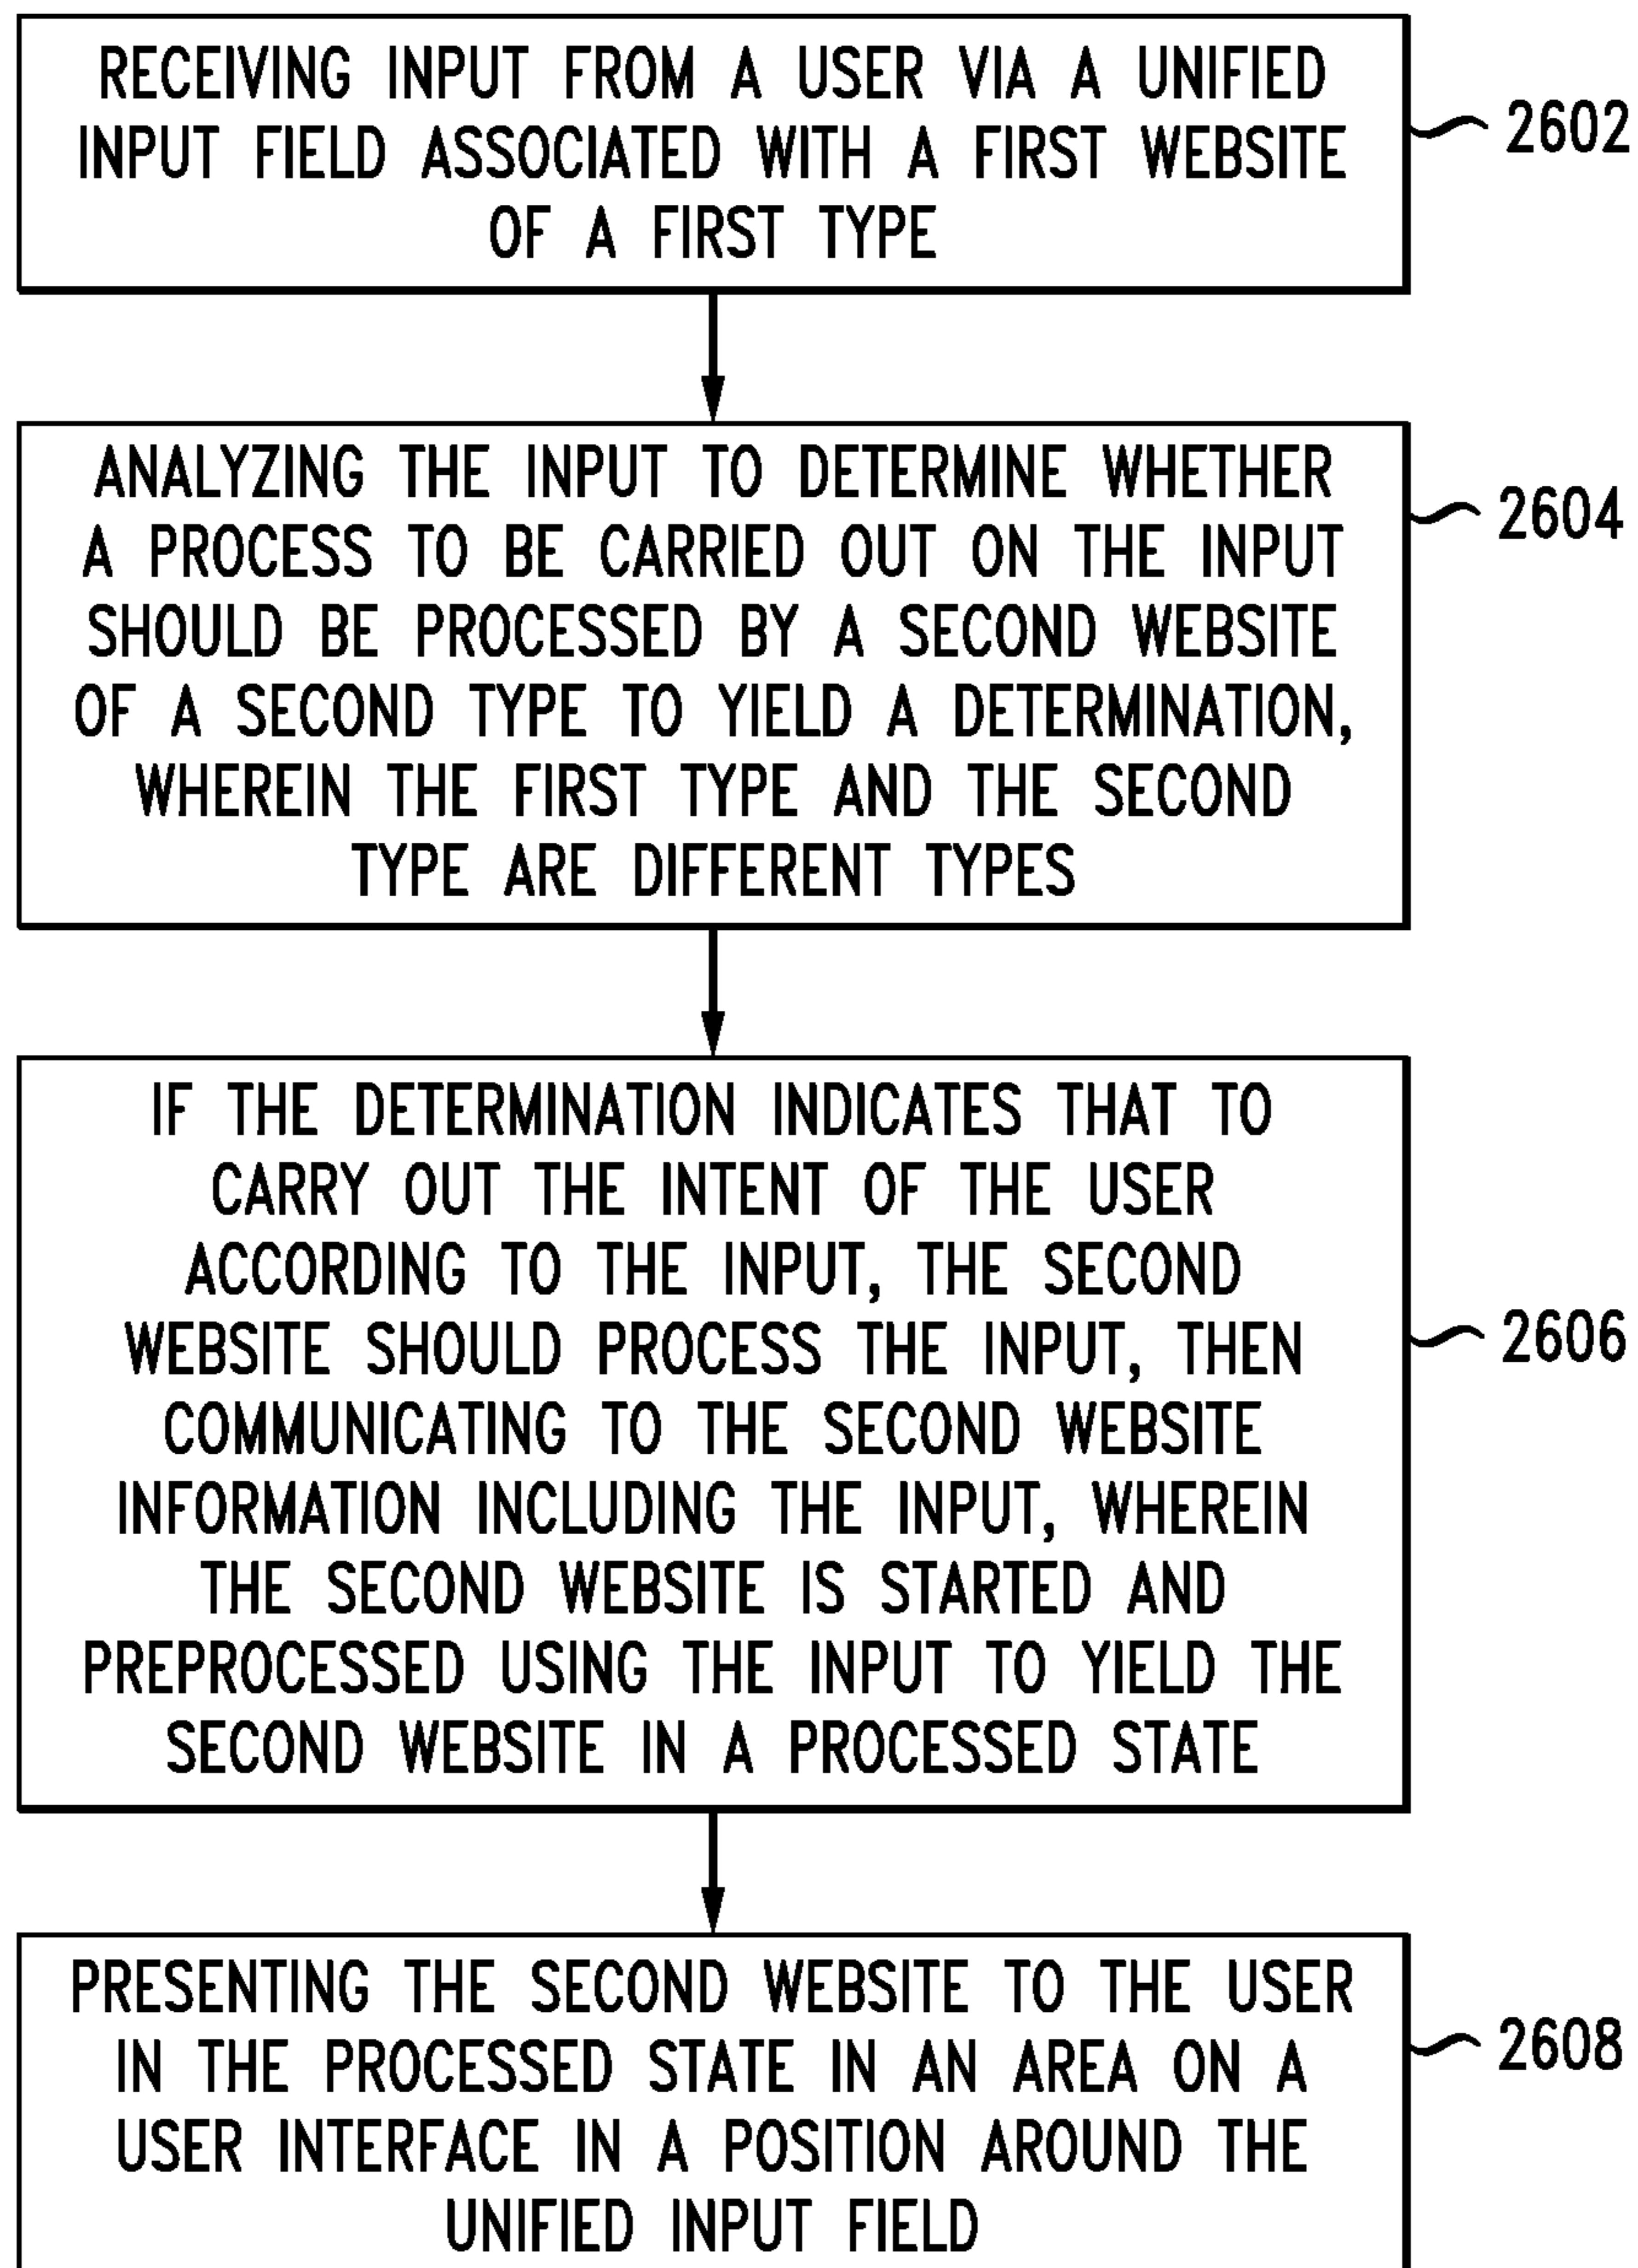 RECEIVING INPUT FROM A USER VIA A UNIFIED
INPUT FIELD ASSOCIATED WITH A FIRST WEBSITE
OF A FIRST TYPE
2602
ANALYZING THE INPUT TO DETERMINE WHETHER
A PROCESS TO BE CARRIED OUT ON THE INPUT
SHOULD BE PROCESSED BY A SECOND WEBSITE
OF A SECOND TYPE TO YIELD A DETERMINATION,
WHEREIN THE FIRST TYPE AND THE SECOND
TYPE ARE DIFFERENT TYPES
2604
IF THE DETERMINATION INDICATES THAT TO
CARRY OUT THE INTENT OF THE USER
ACCORDING TO THE INPUT, THE SECOND
WEBSITE SHOULD PROCESS THE INPUT, THEN
COMMUNICATING TO THE SECOND WEBSITE
INFORMATION INCLUDING THE INPUT, WHEREIN
THE SECOND WEBSITE IS STARTED AND
PREPROCESSED USING THE INPUT TO YIELD THE
SECOND WEBSITE IN A PROCESSED STATE
2606
PRESENTING THE SECOND WEBSITE TO THE USER
IN THE PROCESSED STATE IN AN AREA ON A
USER INTERFACE IN A POSITION AROUND THE
UNIFIED INPUT FIELD
2608